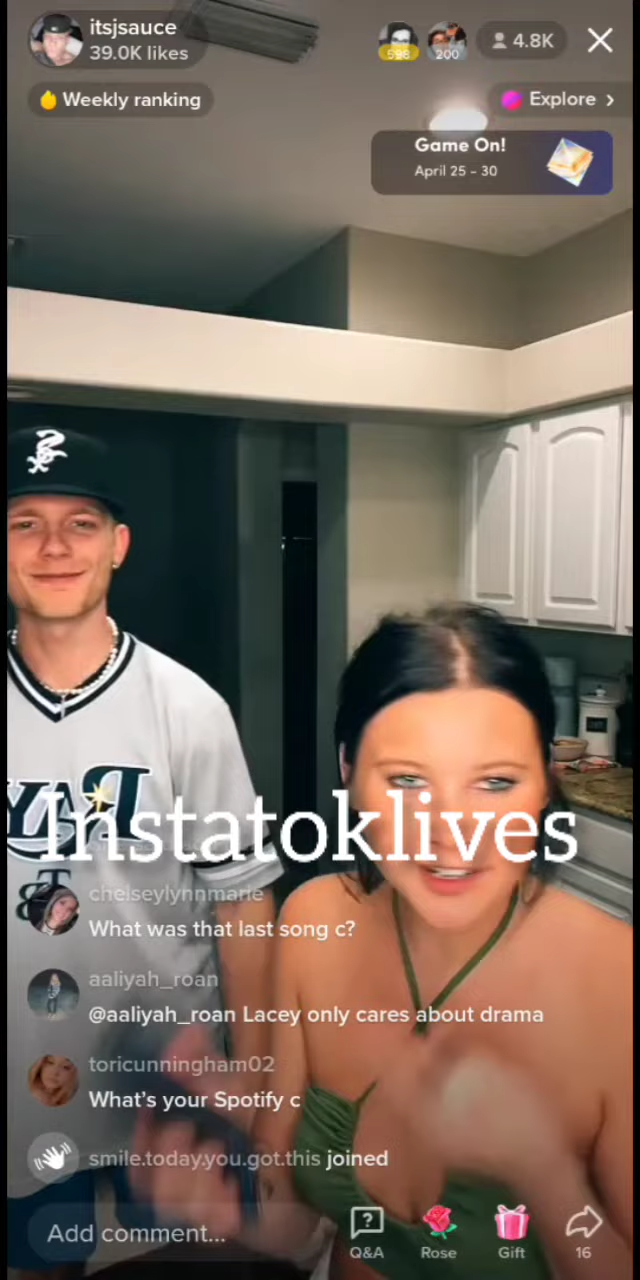 itsjsauce
39.0K likes
598
200
4.8K
Weekly ranking
Explore
Game On!
April 25 - 30
Instatoklives
chelseylynnmarie
What was that last song c?
aaliyah_roan
@aaliyah_roan Lacey only cares about drama
toricunningham02
What's your Spotify c
smile.today.you.got.this joined
Add comment...
Q&A
Rose
Gift
16